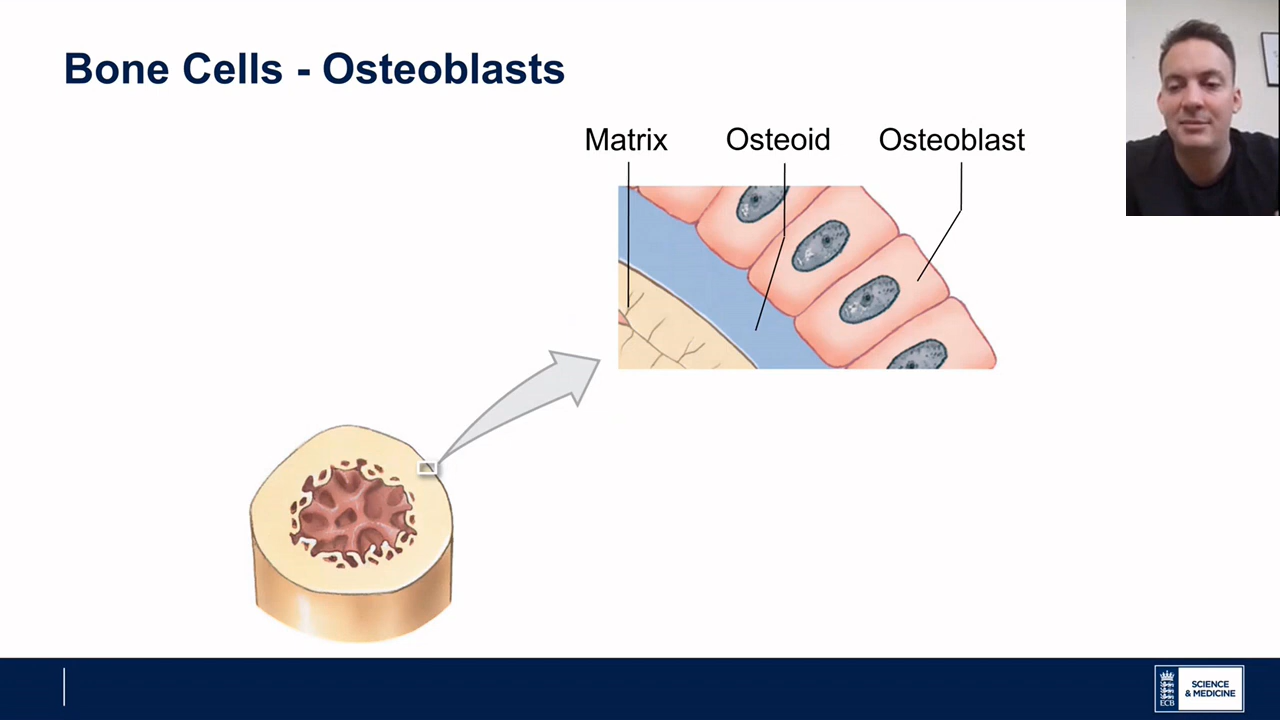 Bone Cells - Osteoblasts
Matrix Osteoid Osteoblast
ECB
SCIENCE
& MEDICINE